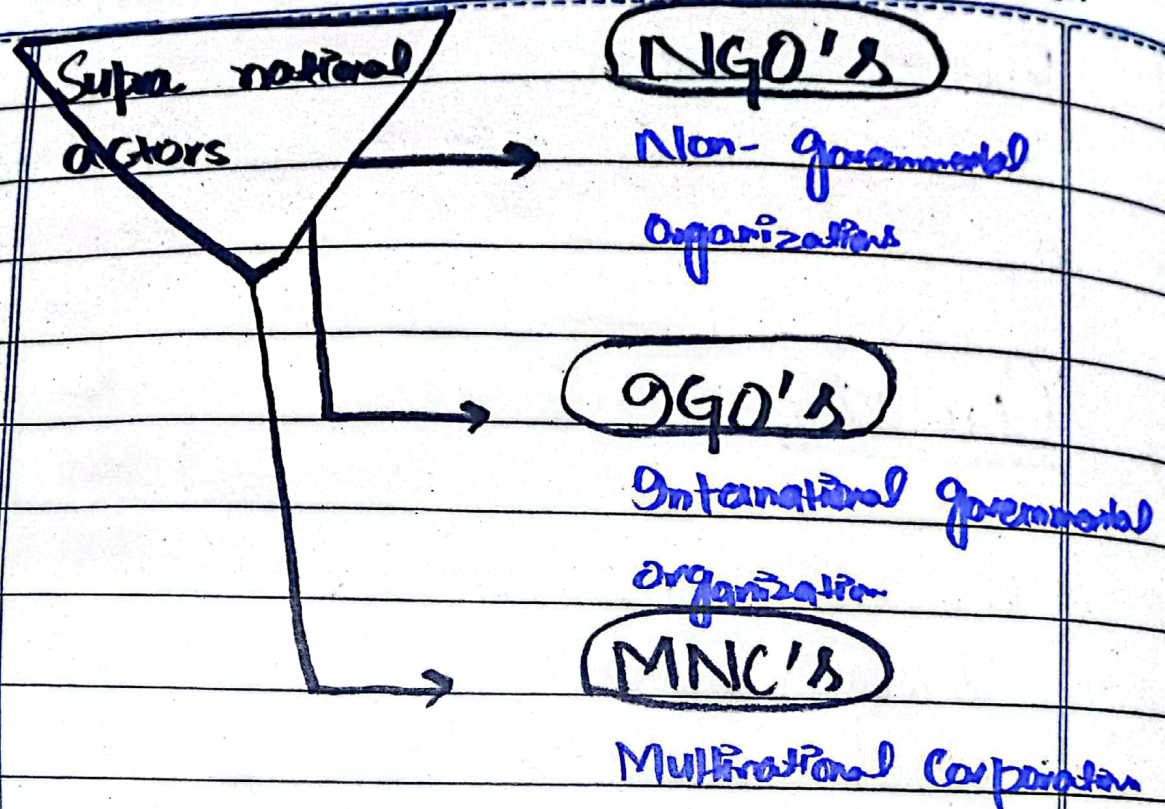 Supra national
actors
NGO's
Non-governmental
Organizations
IGO's
International governmental
organization
MNC's
Multinational Corporation